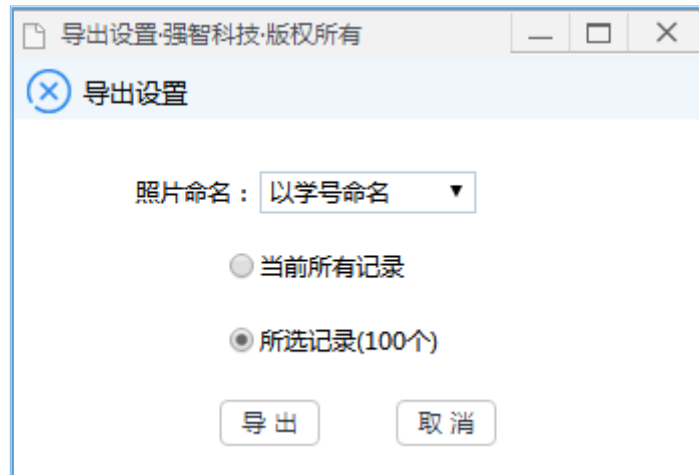 导出设置·强智科技·版权所有
导出设置
照片命名：以学号命名
当前所有记录
所选记录(100个)
导 出 取 消